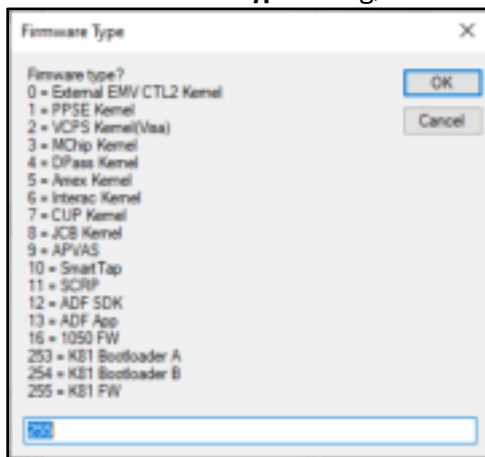 Firmware Type
Firmware type?
0 = External EMV CTL2 Kernel
1 = PPSE Kernel
2 = VCPS Kernel(Visa)
3 = MChip Kernel
4 = DPass Kernel
5 = Amex Kernel
6 = Interac Kernel
7 = CUP Kernel
8 = JCB Kernel
9 = APVAS
10 = SmartTap
11 = SCRP
12 = ADF SDK
13 = ADF App
16 = 1050 FW
253 = K81 Bootloader A
254 = K81 Bootloader B
255 = K81 FW
OK
Cancel
255